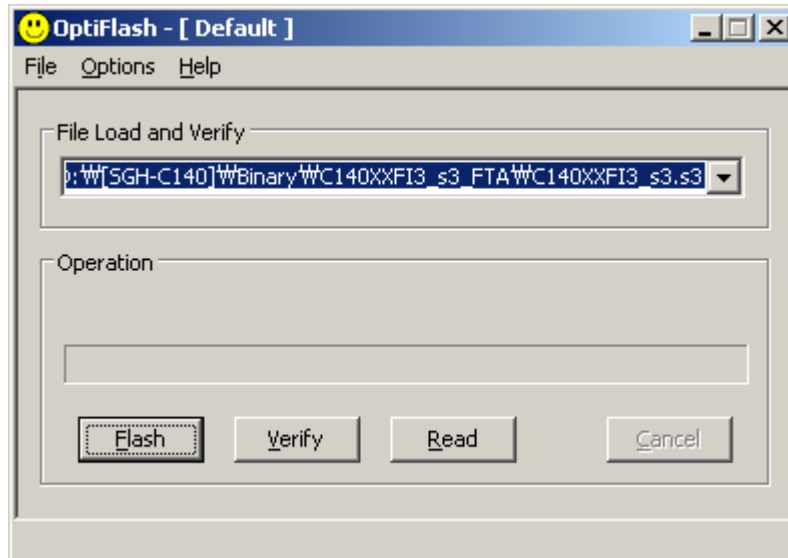 OptiFlash - [ Default ]
File Options Help
File Load and Verify
D:₩[SGH-C140]₩Binary₩C140XXFI3_s3_FTA₩C140XXFI3_s3.s3
Operation
Flash Verify Read Cancel